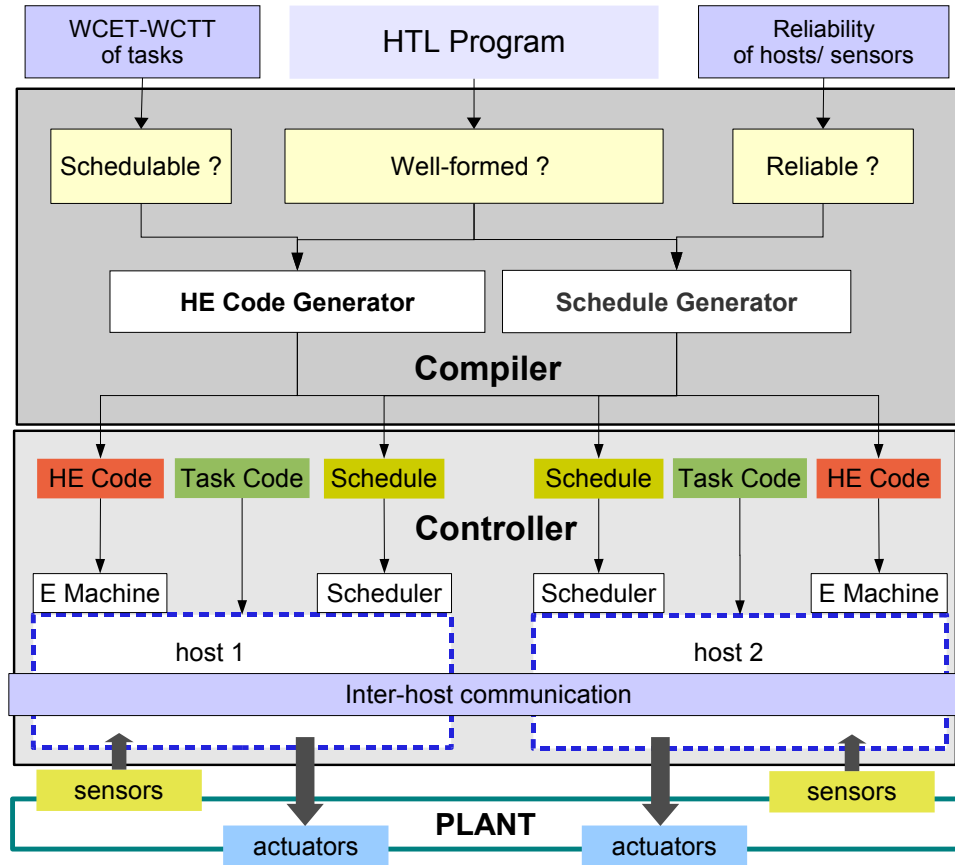 WCET-WCTT
of tasks
HTL Program
Reliability
of hosts/ sensors
Schedulable ?
Well-formed ?
Reliable ?
HE Code Generator
Schedule Generator
Compiler
HE Code
Task Code
Schedule
Schedule
Task Code
HE Code
Controller
E Machine
Scheduler
Scheduler
E Machine
host 1
host 2
Inter-host communication
sensors
sensors
PLANT
actuators
actuators